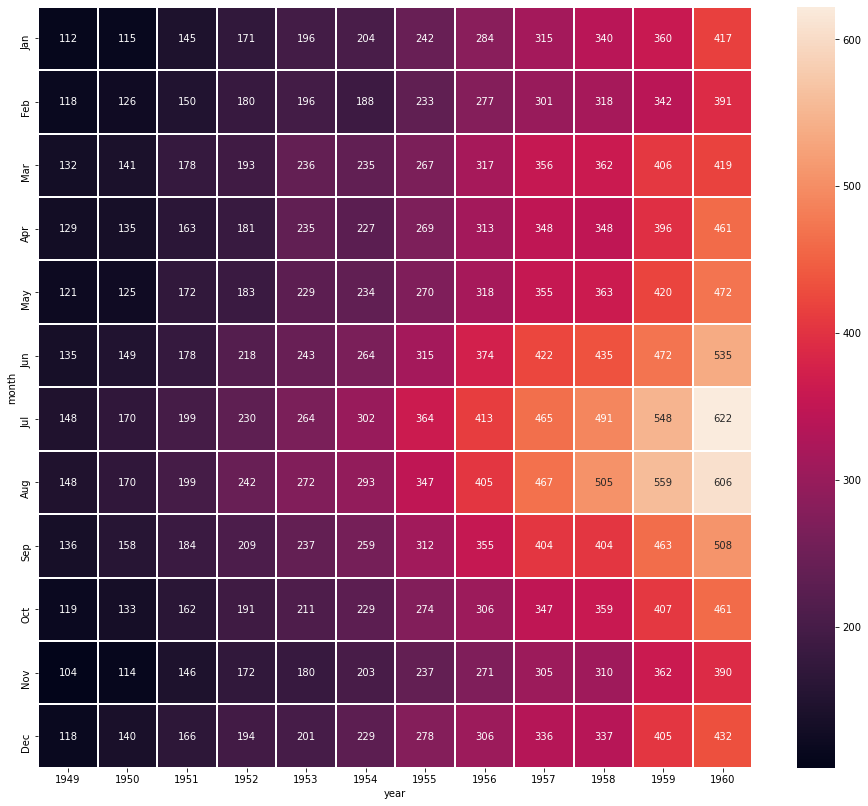 Jan 112 115 145 171 196 204 242 284 315 340 360 417
600
Feb 118 126 150 180 196 188 233 277 301 318 342 391
Mar 132 141 178 193 236 235 267 317 356 362 406 419
500
Apr 129 135 163 181 235 227 269 313 348 348 396 461
May 121 125 172 183 229 234 270 318 355 363 420 472
400
Jun 135 149 178 218 243 264 315 374 422 435 472 535
month
Jul 148 170 199 230 264 302 364 413 465 491 548 622
Aug 148 170 199 242 272 293 347 405 467 505 559 606
300
Sep 136 158 184 209 237 259 312 355 404 404 463 508
Oct 119 133 162 191 211 229 274 306 347 359 407 461
200
Nov 104 114 146 172 180 203 237 271 305 310 362 390
Dec 118 140 166 194 201 229 278 306 336 337 405 432
1949 1950 1951 1952 1953 1954 1955 1956 1957 1958 1959 1960
year